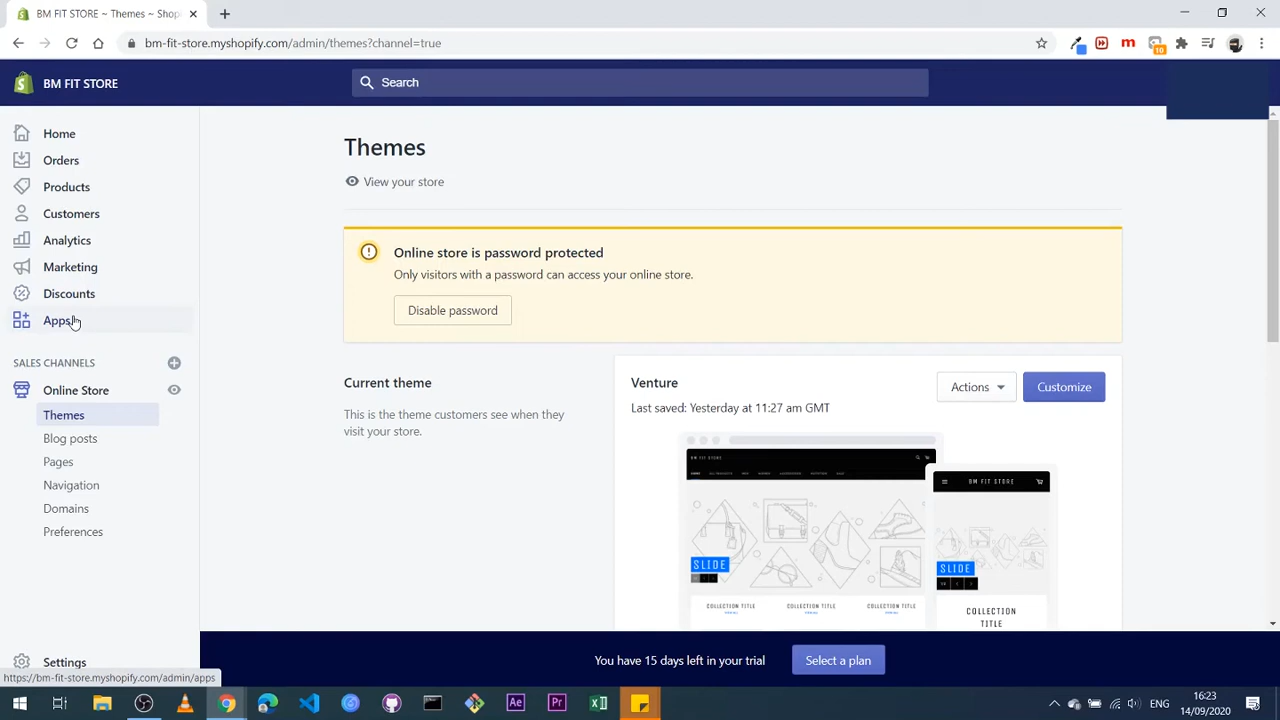 BM FIT STORE ~ Themes ~ Shop
bm-fit-store.myshopify.com/admin/themes?channel=true
10
BM FIT STORE
Search
Home
Orders
Products
Customers
Analytics
Marketing
Discounts
Apps
SALES CHANNELS
Online Store
Themes
Blog posts
Pages
Navigation
Domains
Preferences
Settings
https://bm-fit-store.myshopify.com/admin/apps
Themes
View your store
Online store is password protected
Only visitors with a password can access your online store.
Disable password
Current theme
This is the theme customers see when they
visit your store.
Venture
Last saved: Yesterday at 11:27 am GMT
Actions
Customize
BM FIT STORE
SLIDE
COLLECTION TITLE COLLECTION TITLE COLLECTION TITLE
BM FIT STORE
SLIDE
COLLECTION
TITLE
You have 15 days left in your trial
Select a plan
Ae
Pr
ENG
16:23
14/09/2020